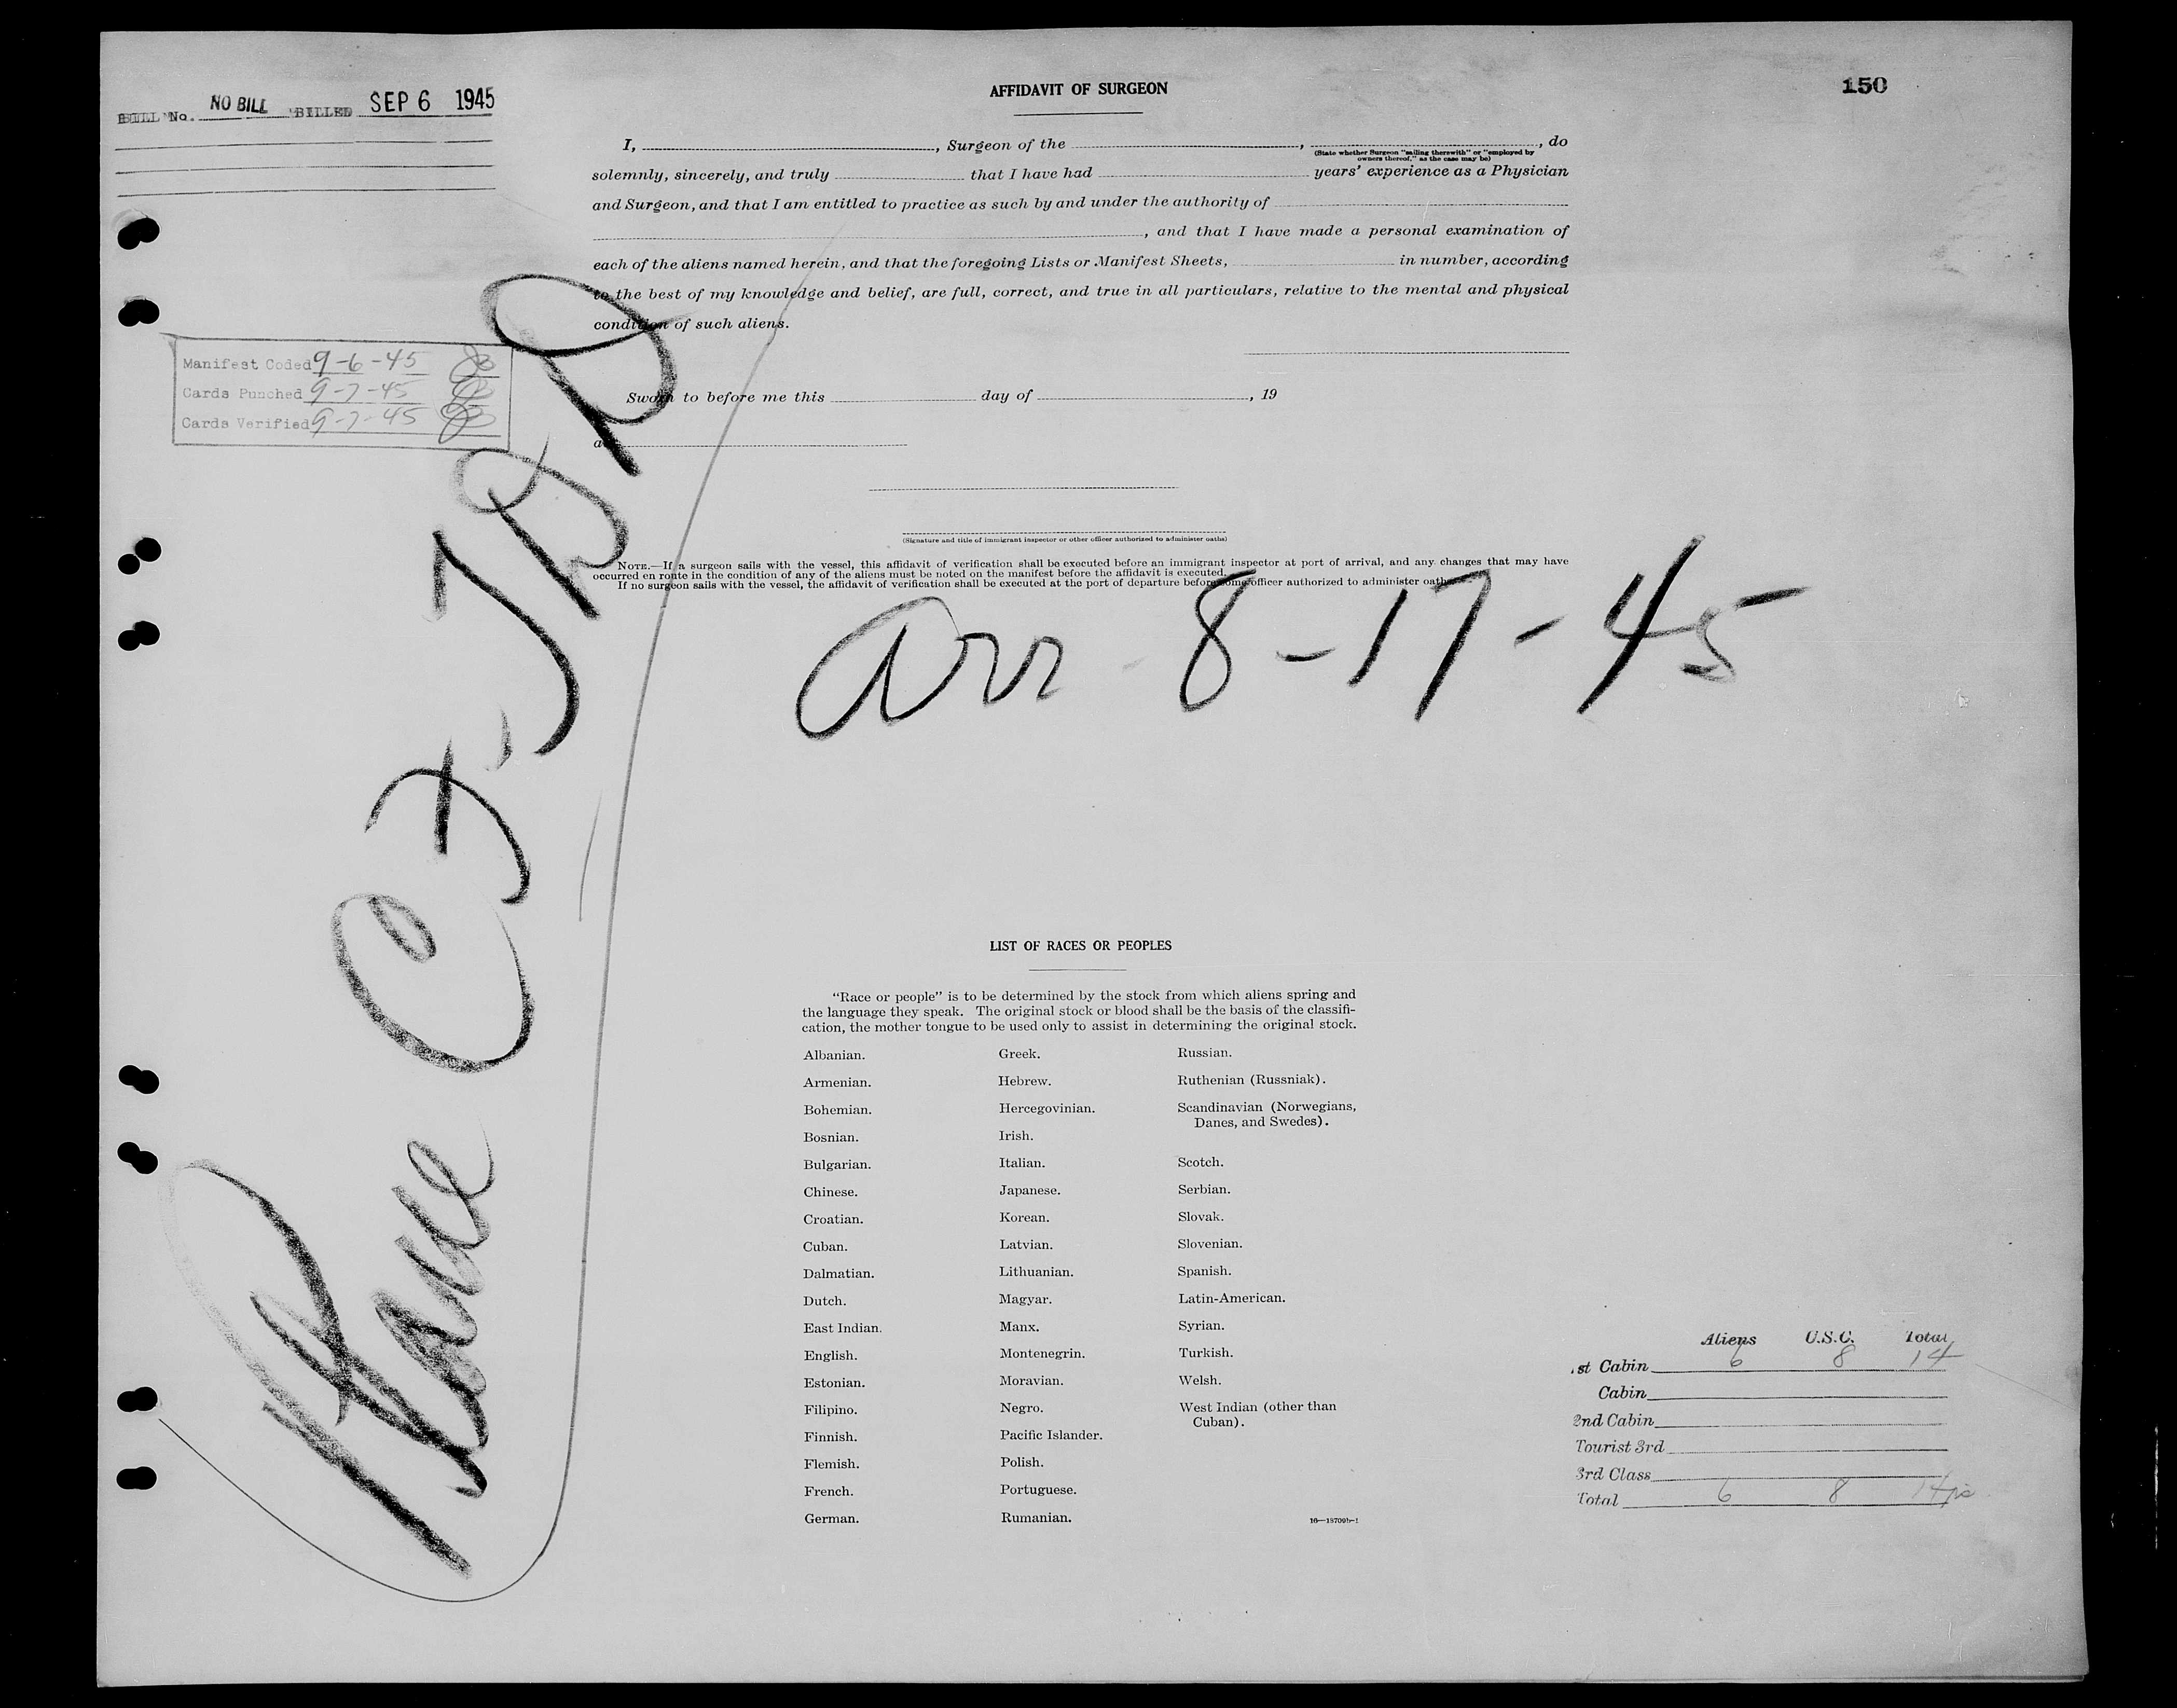 BILL No. NO BILL BILLED SEP 6 1945
AFFIDAVIT OF SURGEON
150
I, , Surgeon of the , , do
(State whether Surgeon "sailing therewith" or "employed by
owners thereof," as the case may be)
solemnly, sincerely, and truly that I have had years' experience as a Physician
and Surgeon, and that I am entitled to practice as such by and under the authority of
, and that I have made a personal examination of
each of the aliens named herein, and that the foregoing Lists or Manifest Sheets, in number, according
to the best of my knowledge and belief, are full, correct, and true in all particulars, relative to the mental and physical
condition of such aliens.
Manifest Coded 9-6-45
Cards Punched 9-7-45
Cards Verified 9-7-45
Sworn to before me this day of , 19
at
(Signature and title of immigrant inspector or other officer authorized to administer oaths)
NOTE.—If a surgeon sails with the vessel, this affidavit of verification shall be executed before an immigrant inspector at port of arrival, and any changes that may have
occurred en route in the condition of any of the aliens must be noted on the manifest before the affidavit is executed.
If no surgeon sails with the vessel, the affidavit of verification shall be executed at the port of departure before some officer authorized to administer oaths.
arr - 8-17-45
Plane
LIST OF RACES OR PEOPLES
"Race or people" is to be determined by the stock from which aliens spring and
the language they speak. The original stock or blood shall be the basis of the classifi-
cation, the mother tongue to be used only to assist in determining the original stock.
Albanian. Greek. Russian.
Armenian. Hebrew. Ruthenian (Russniak).
Bohemian. Hercegovinian. Scandinavian (Norwegians,
Danes, and Swedes).
Bosnian. Irish.
Bulgarian. Italian. Scotch.
Chinese. Japanese. Serbian.
Croatian. Korean. Slovak.
Cuban. Latvian. Slovenian.
Dalmatian. Lithuanian. Spanish.
Dutch. Magyar. Latin-American.
East Indian. Manx. Syrian.
English. Montenegrin. Turkish.
Estonian. Moravian. Welsh.
Filipino. Negro. West Indian (other than
Cuban).
Finnish. Pacific Islander.
Flemish. Polish.
French. Portuguese.
German. Rumanian.
16—18709b-1
Aliens U.S.C. Total
1st Cabin 6 8 14
Cabin
2nd Cabin
Tourist 3rd
3rd Class
Total 6 8 14